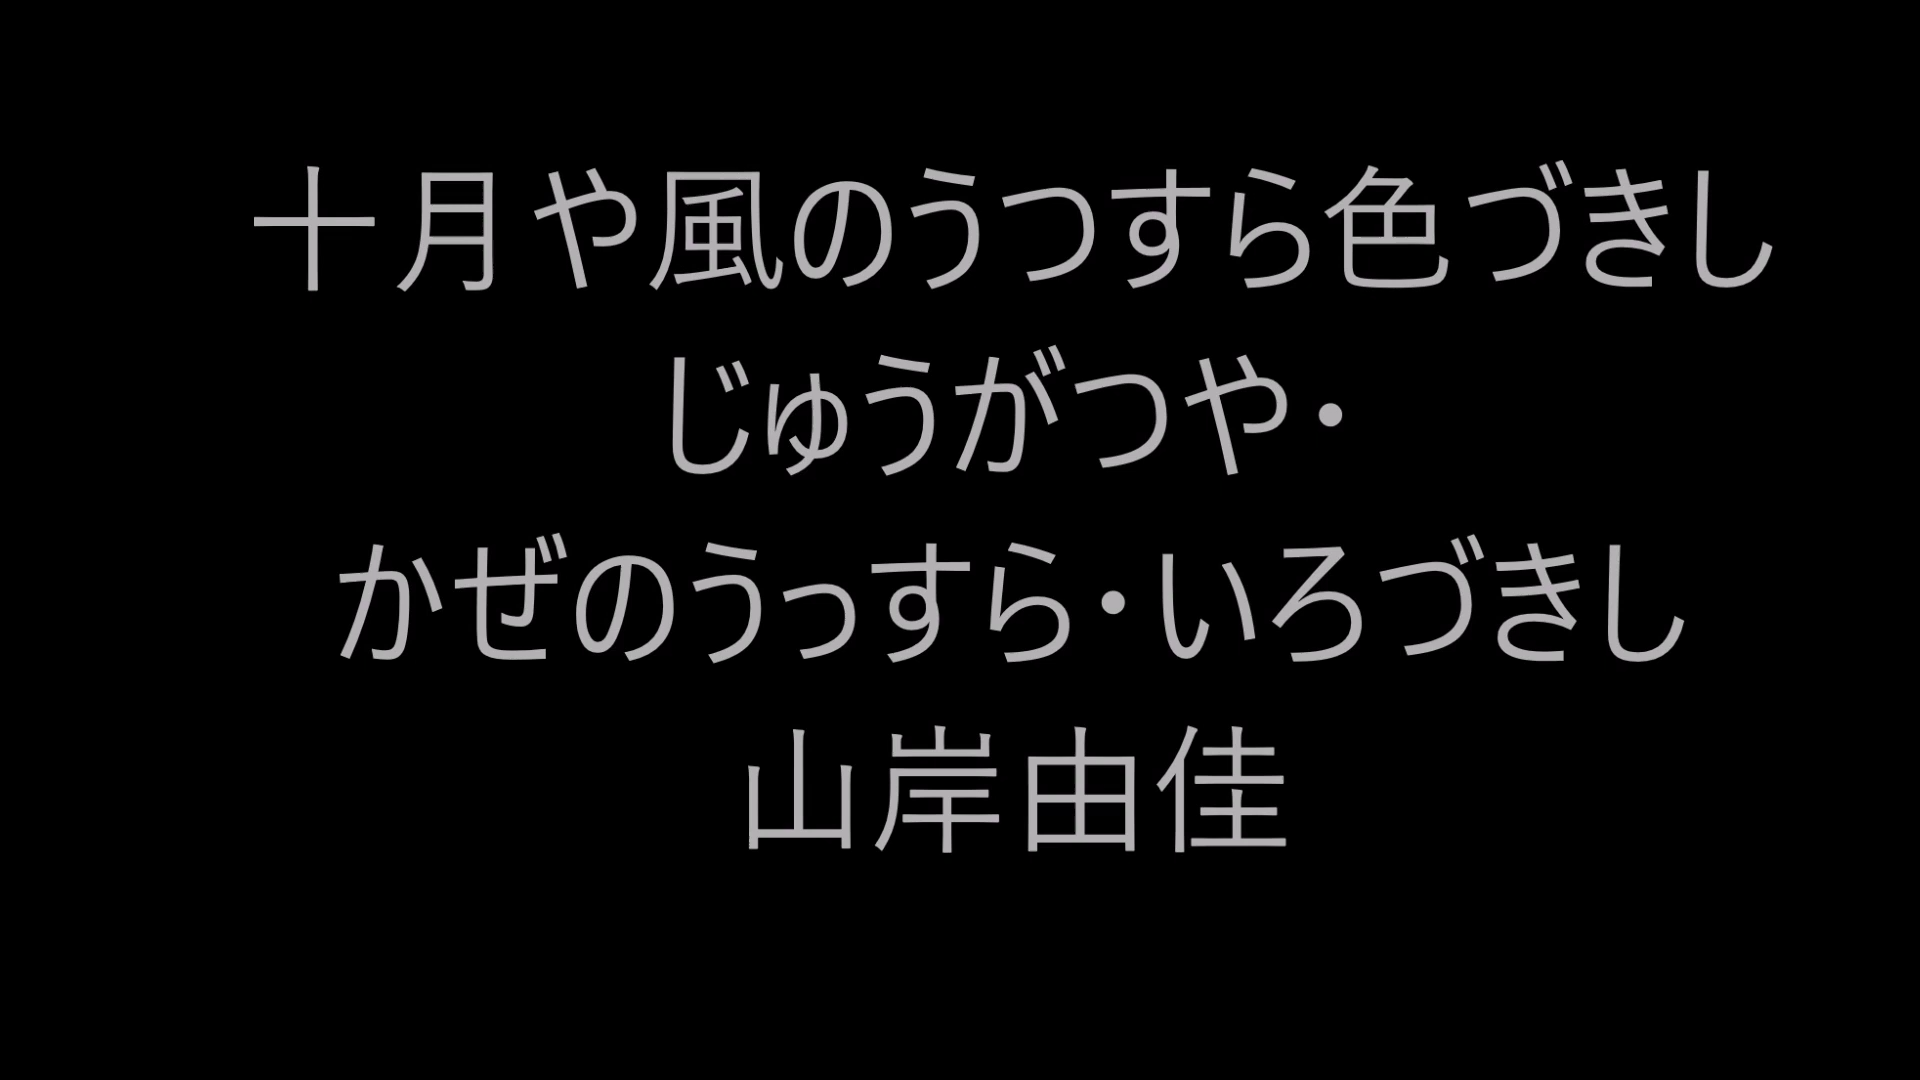 十月や風のうつすら色づきし
じゅうがつや・
かぜのうっすら・いろづきし
山岸由佳